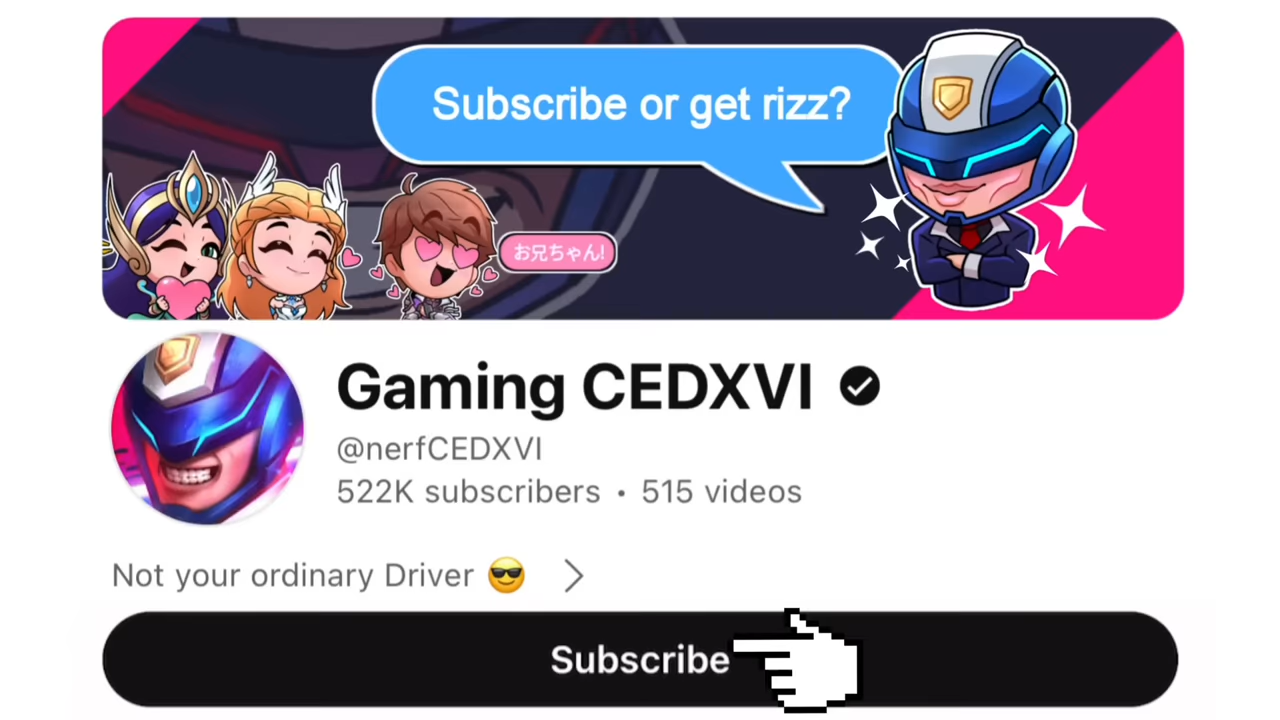 Subscribe or get rizz?
お兄ちゃん!
Gaming CEDXVI
@nerfCEDXVI
522K subscribers • 515 videos
Not your ordinary Driver 😎
Subscribe